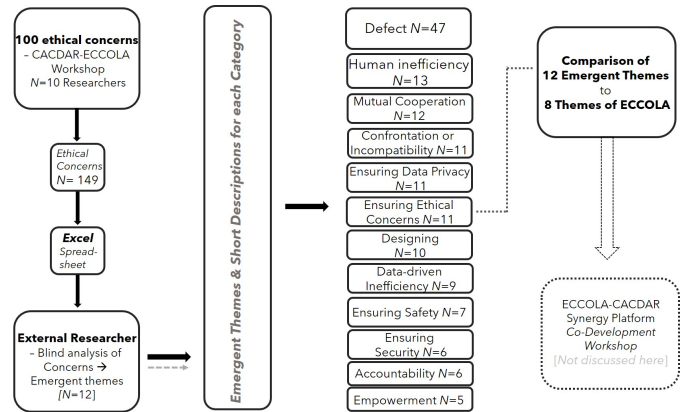 100 ethical concerns
– CACDAR-ECCOLA
Workshop
N=10 Researchers
Ethical
Concerns
N= 149
Excel
Spread-
sheet
External Researcher
– Blind analysis of
Concerns →
Emergent themes
[N=12]
Emergent Themes & Short Descriptions for each Category
Defect N=47
Human inefficiency
N=13
Mutual Cooperation
N=12
Confrontation or
Incompatibility N=11
Ensuring Data Privacy
N=11
Ensuring Ethical
Concerns N=11
Designing
N=10
Data-driven
Inefficiency N=9
Ensuring Safety N=7
Ensuring
Security N=6
Accountability N=6
Empowerment N=5
Comparison of
12 Emergent Themes
to
8 Themes of ECCOLA
ECCOLA-CACDAR
Synergy Platform
Co-Development
Workshop
[Not discussed here]